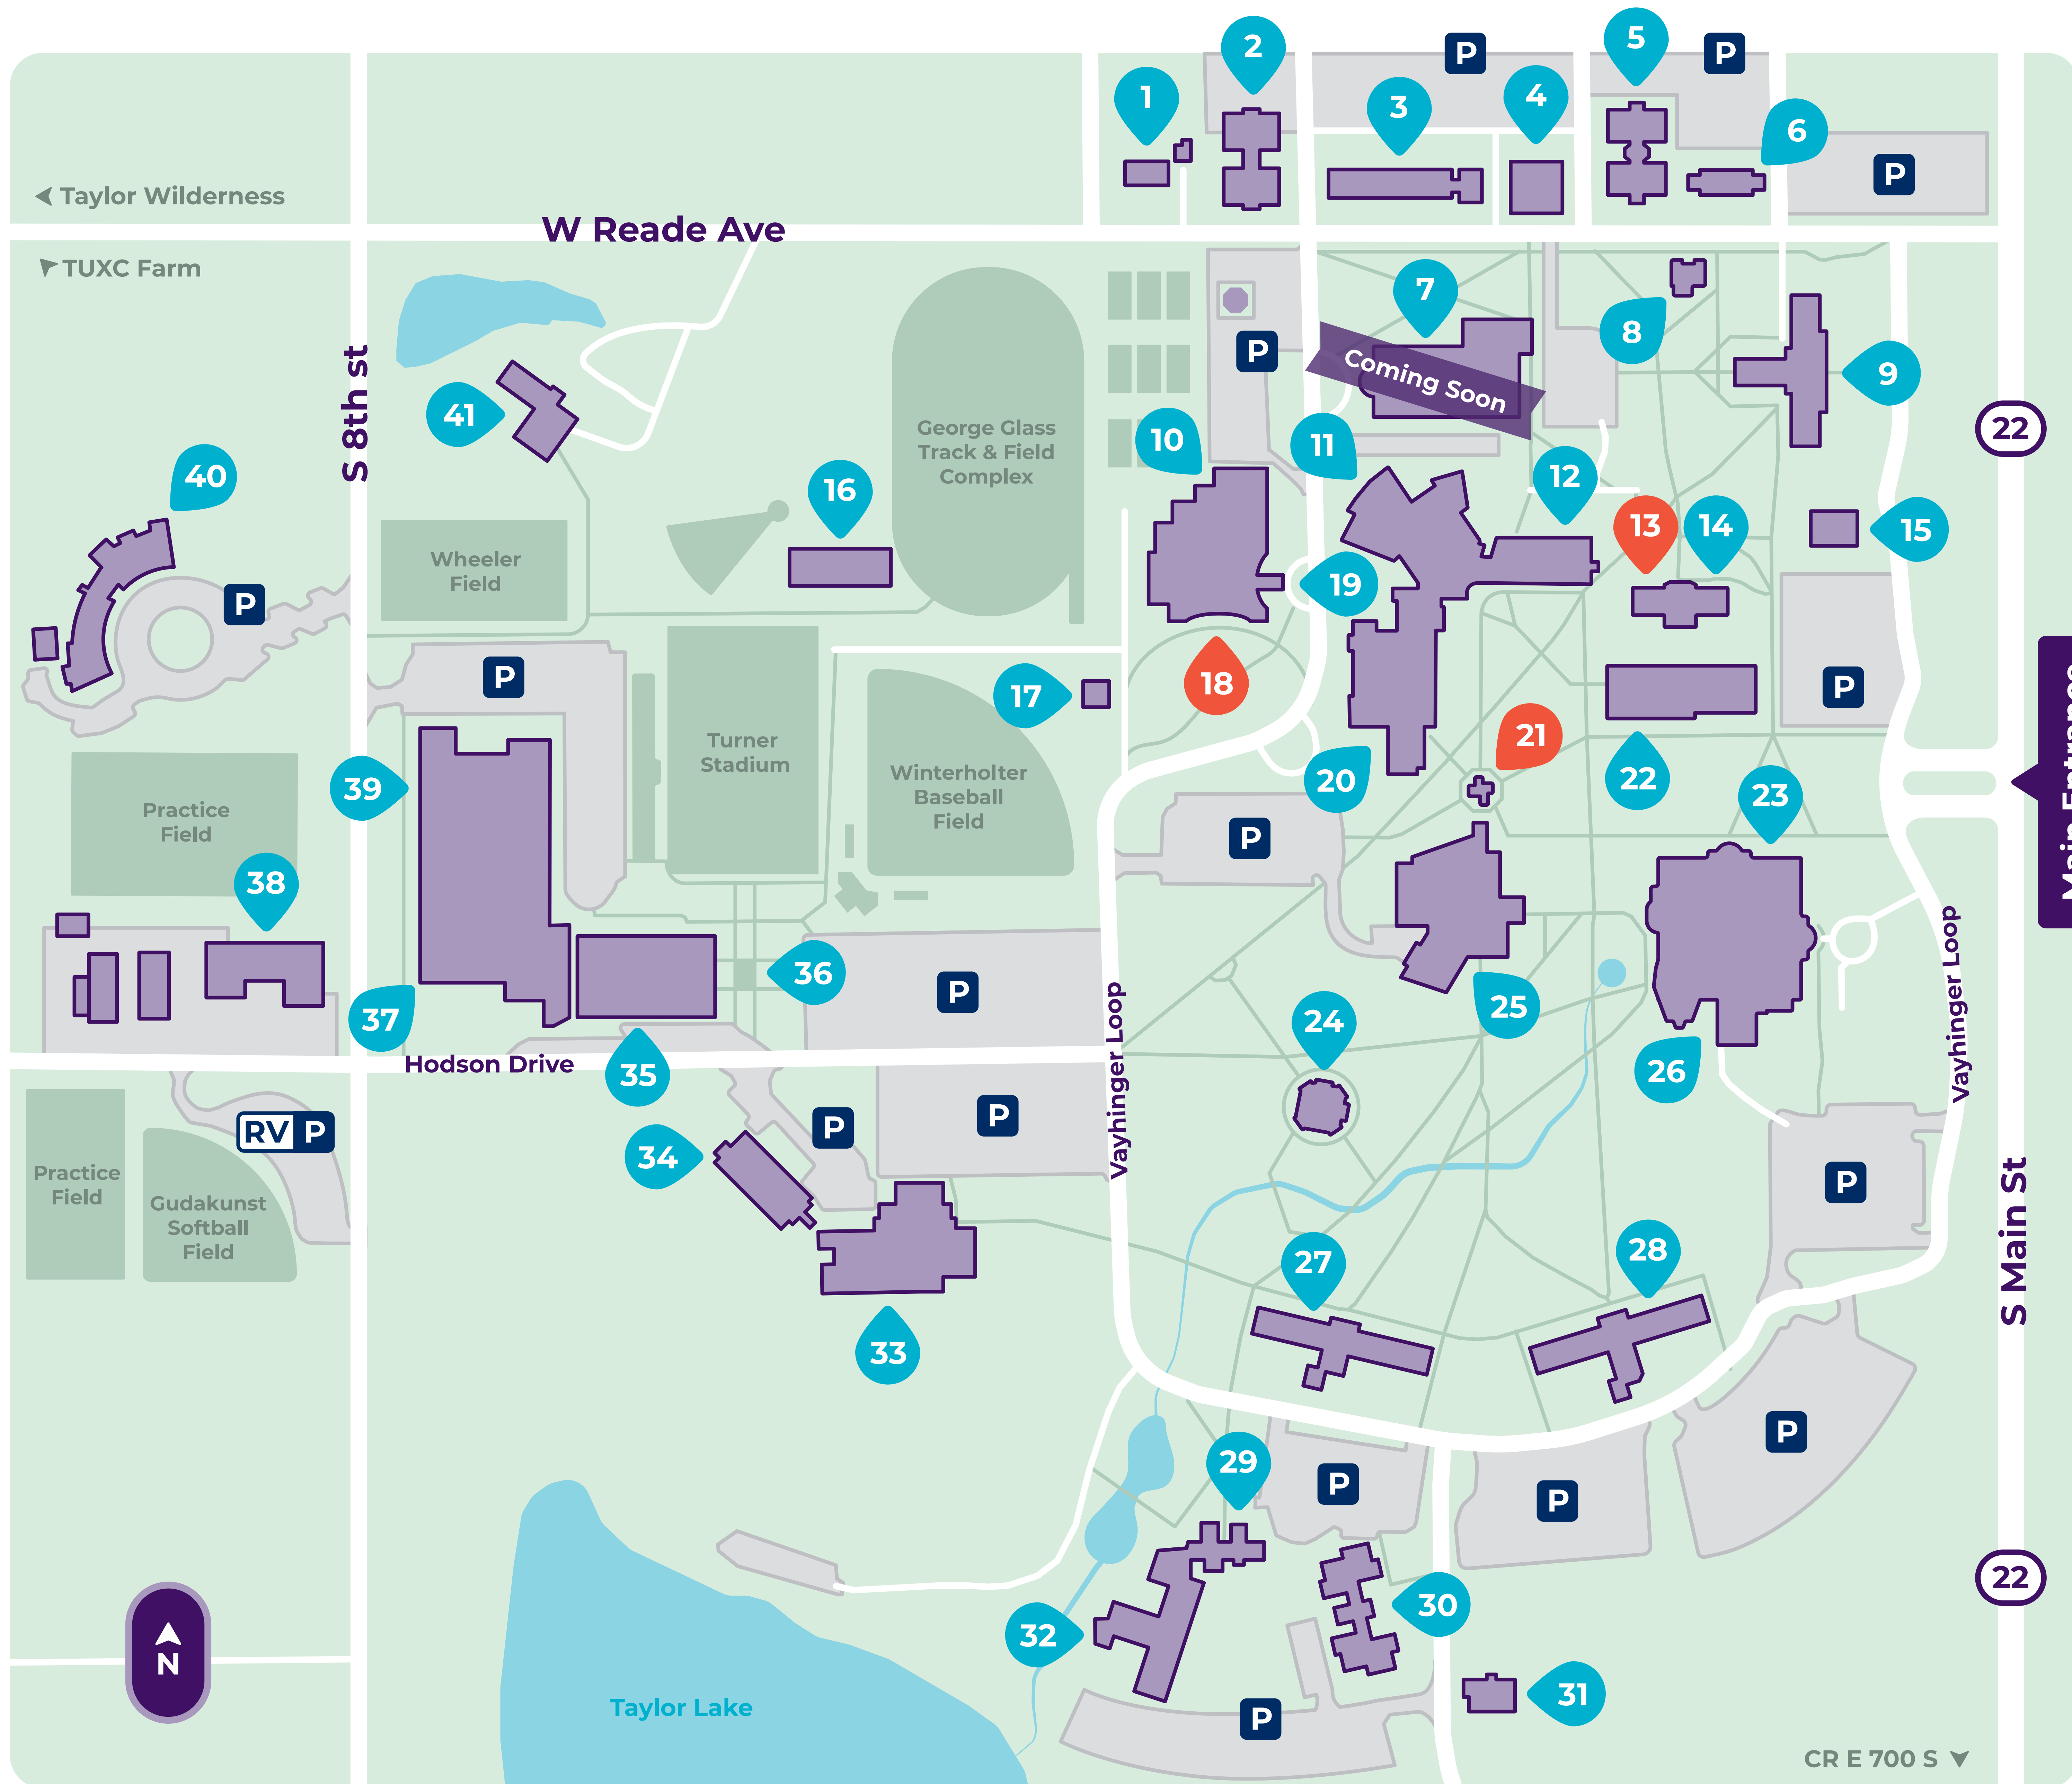 2
5
P
P
1
3
4
6
P
Taylor Wilderness
W Reade Ave
TUXC Farm
7
8
P
Coming Soon
9
S 8th st
41
George Glass
Track & Field
Complex
10
11
22
40
16
12
13
14
15
Wheeler
Field
19
P
P
17
18
P
Main Entrance
Turner
Stadium
21
22
20
39
Winterholter
Baseball
Field
23
Practice
Field
P
38
36
P
37
25
24
Vayhinger Loop
Vayhinger Loop
Hodson Drive
35
26
RV P
P
P
34
Practice
Field
Gudakunst
Softball
Field
P
27
28
S Main St
33
P
29
P
P
22
30
32
N
31
Taylor Lake
P
CR E 700 S